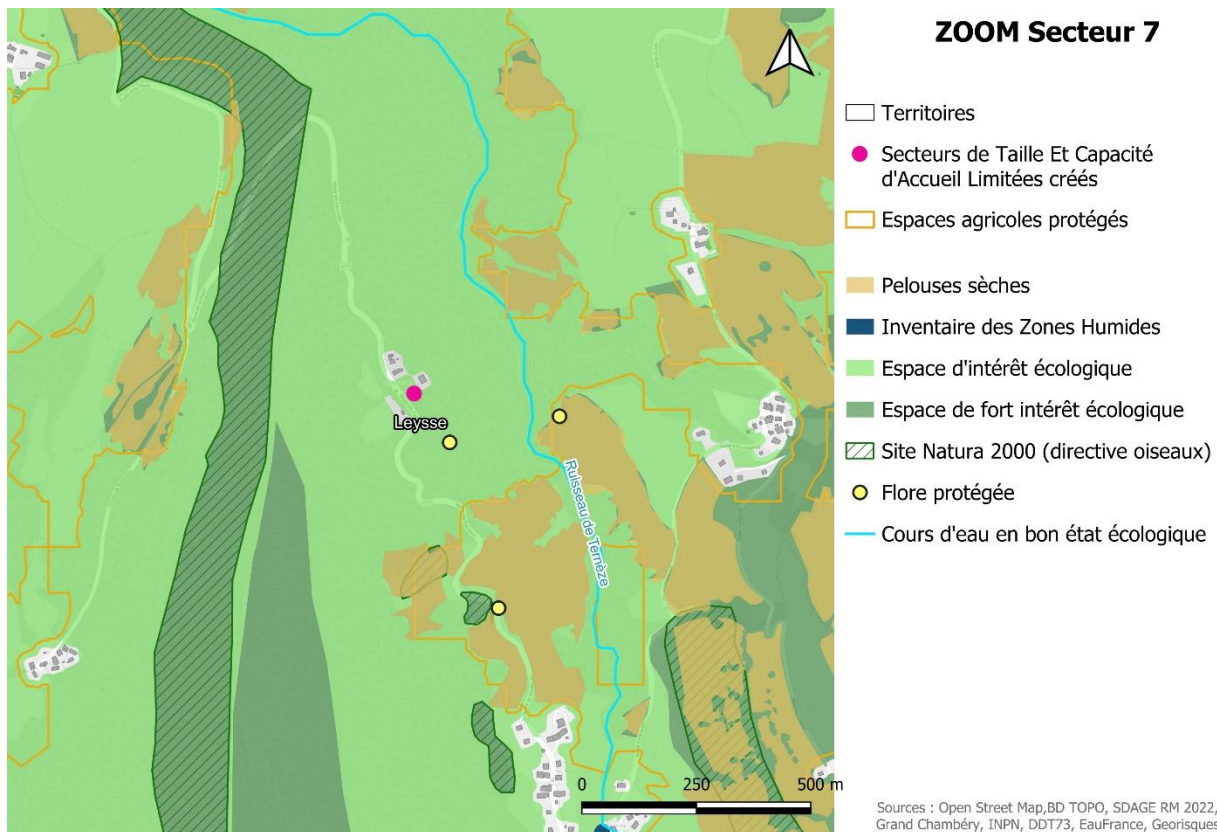 ZOOM Secteur 7
Territoires
Secteurs de Taille Et Capacité
d'Accueil Limitées créés
Espaces agricoles protégés
Pelouses sèches
Inventaire des Zones Humides
Espace d'intérêt écologique
Espace de fort intérêt écologique
Site Natura 2000 (directive oiseaux)
Flore protégée
Cours d'eau en bon état écologique
Leysse
Ruisseau de Ternèze
0 250 500 m
Sources : Open Street Map,BD TOPO, SDAGE RM 2022,
Grand Chambéry, INPN, DDT73, EauFrance, Georisques